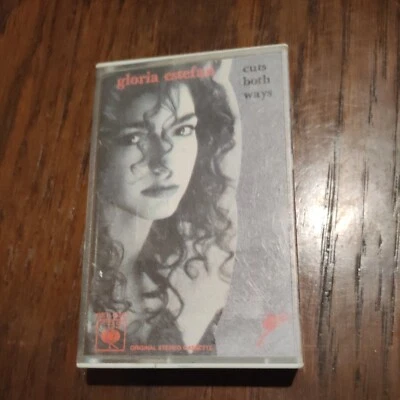 gloria estefan
cuts
both
ways
ORIGINAL STEREO CASSETTE